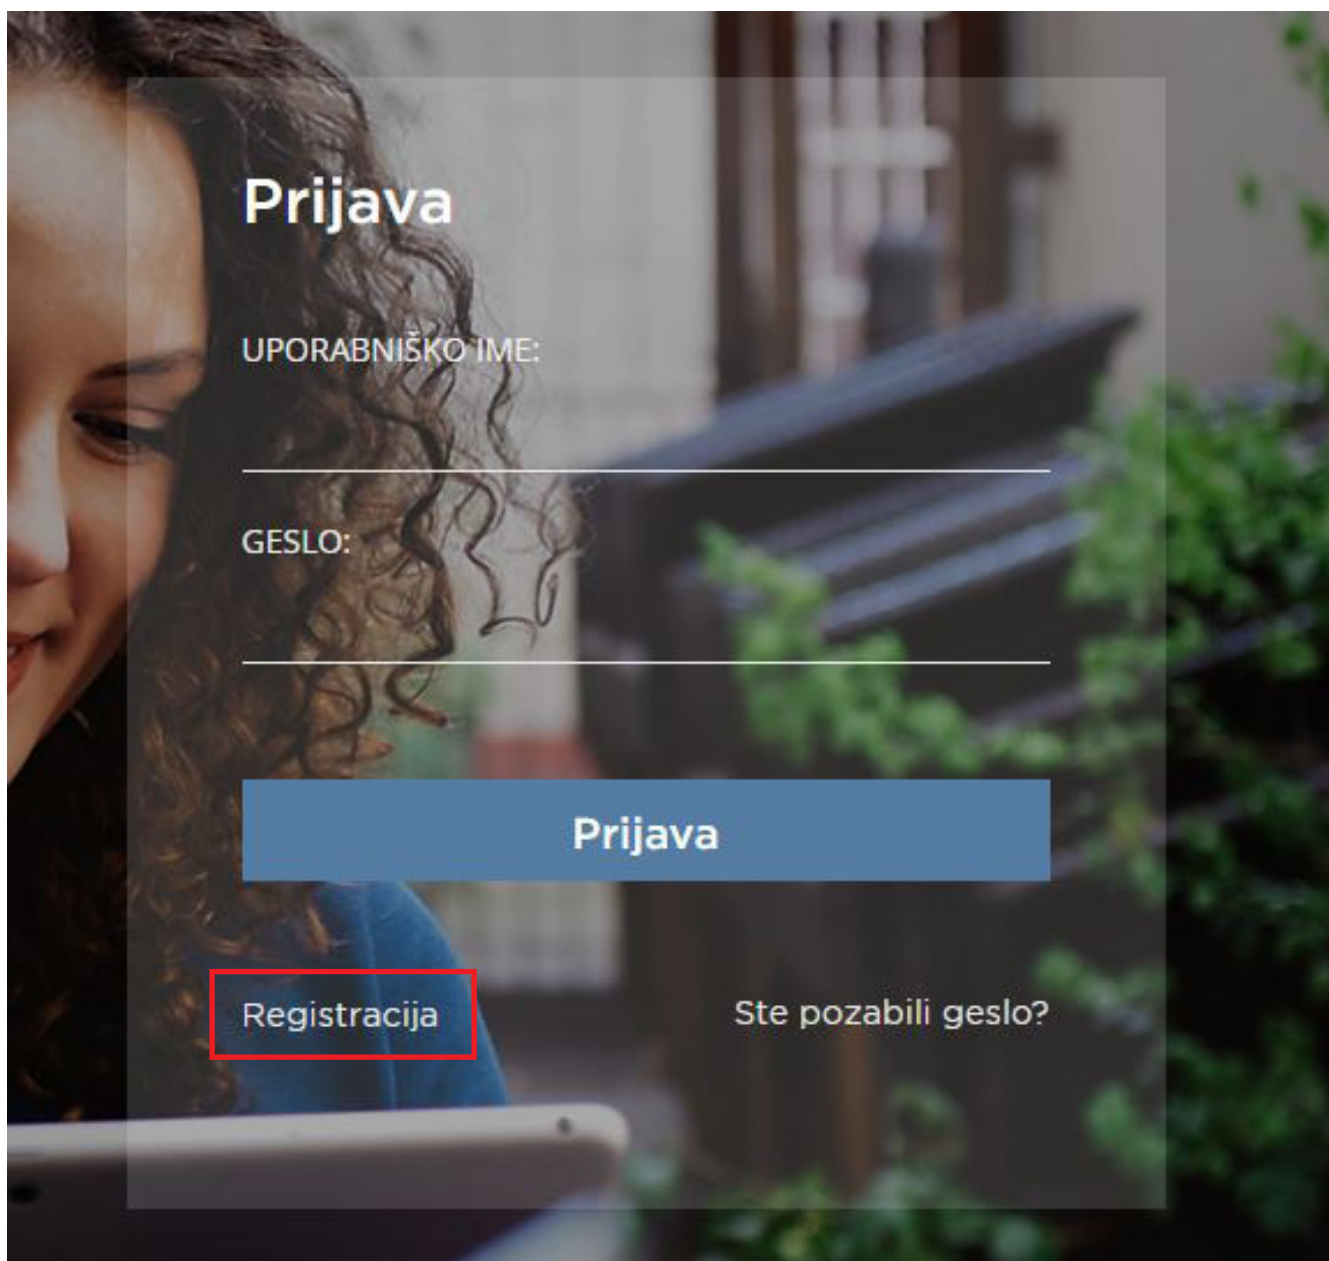 Prijava
UPORABNIŠKO IME:
GESLO:
Prijava
Registracija
Ste pozabili geslo?